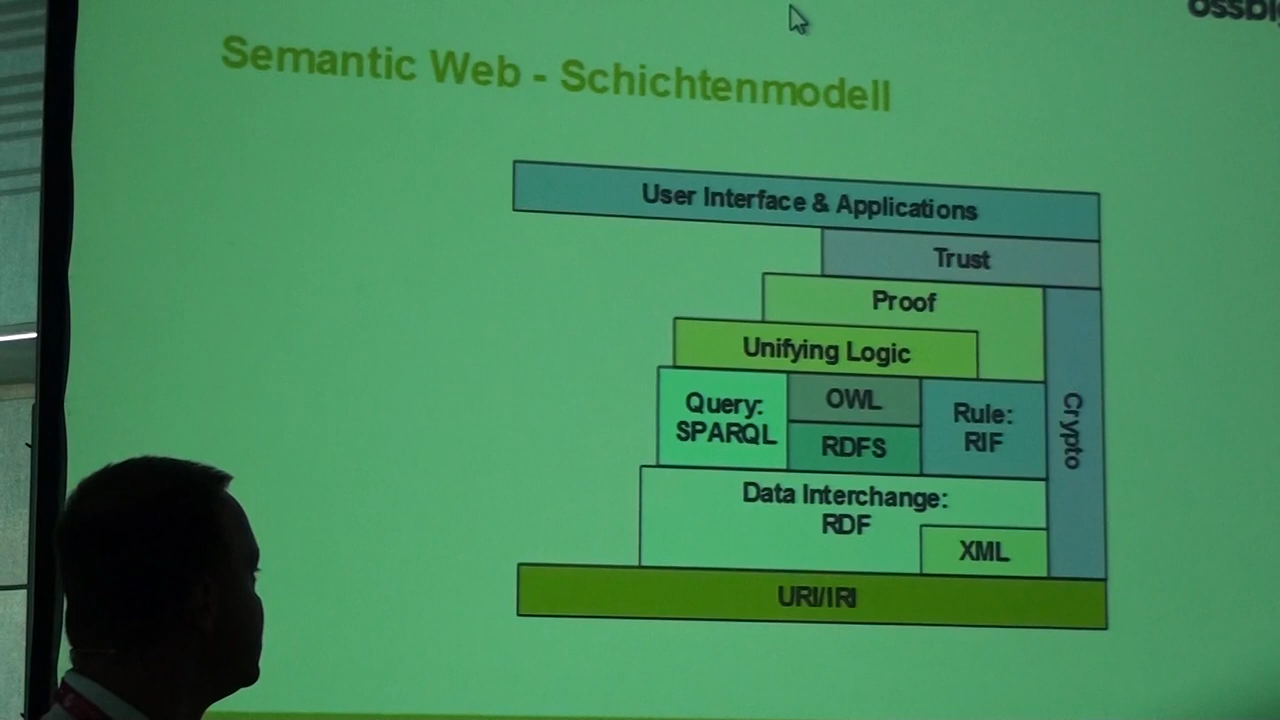 Semantic Web - Schichtenmodell
User Interface & Applications
Trust
Proof
Unifying Logic
Query:
SPARQL
OWL
RDFS
Rule:
RIF
Crypto
Data Interchange:
RDF
XML
URI/IRI